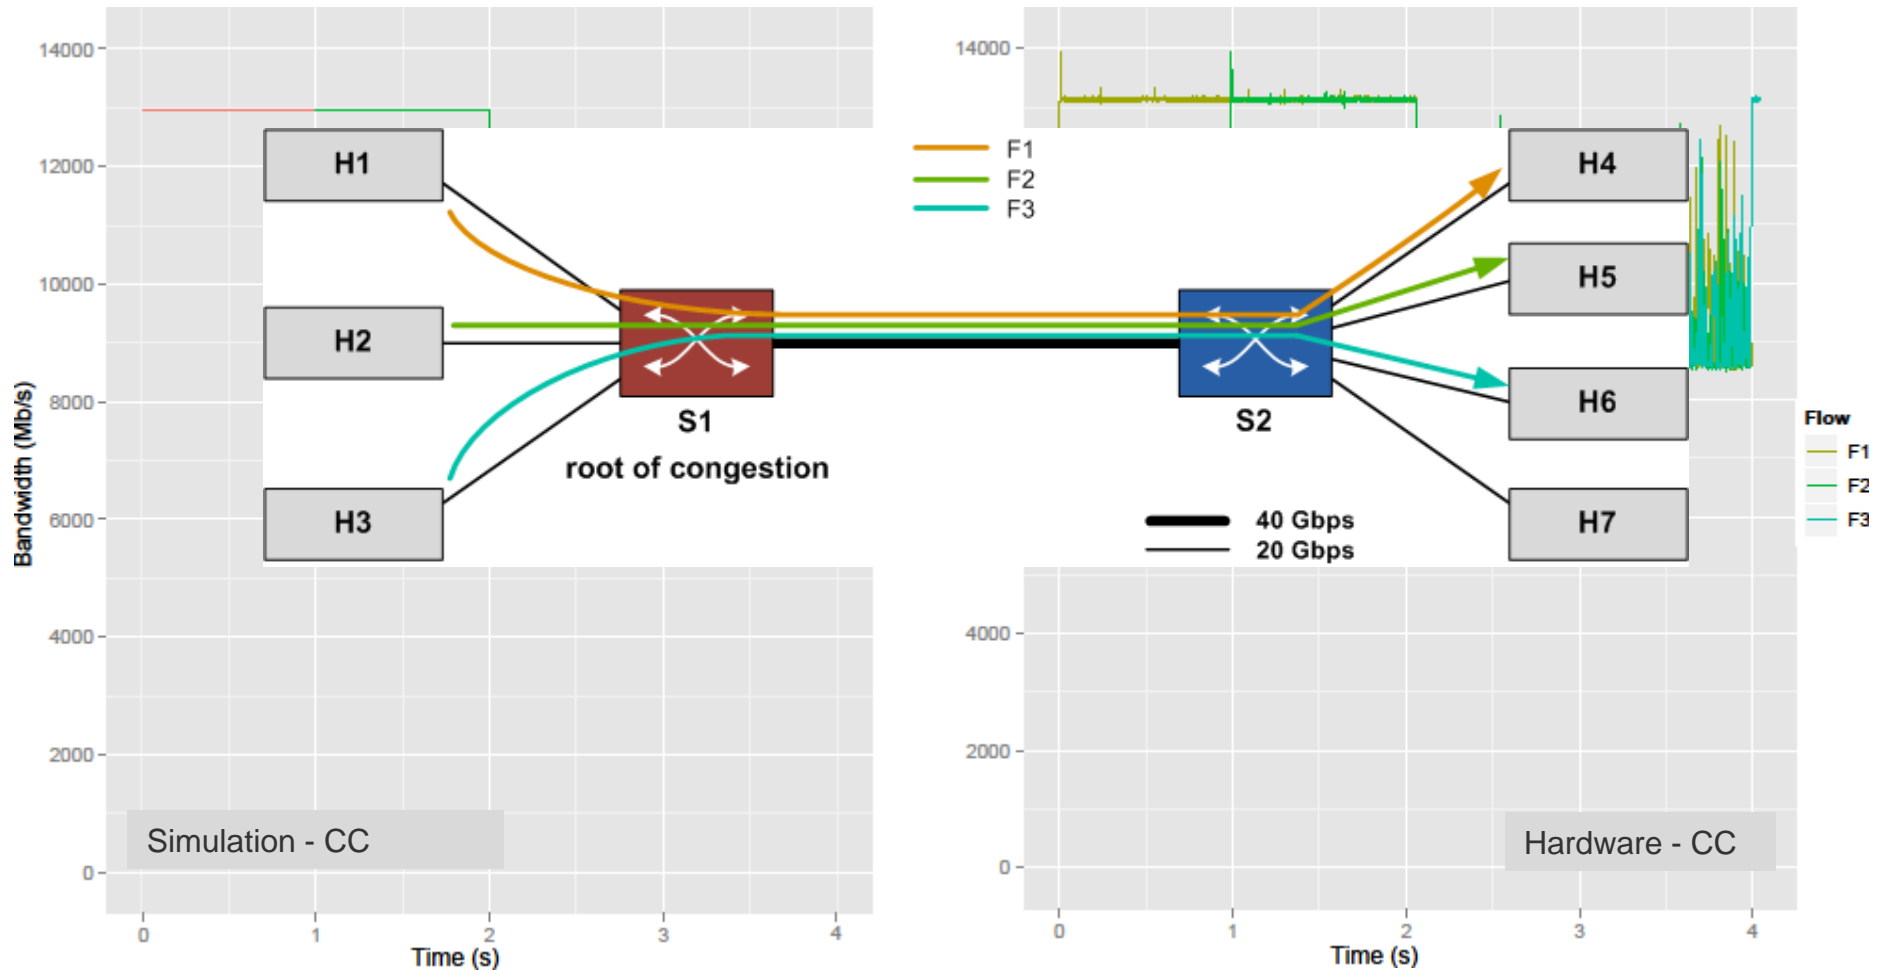 14000
12000
10000
8000
6000
4000
2000
0
Bandwidth (Mb/s)
0 1 2 3 4
Time (s)
Simulation - CC
H1
H2
H3
S1
root of congestion
F1
F2
F3
S2
40 Gbps
20 Gbps
H4
H5
H6
H7
14000
4000
2000
0
0 1 2 3 4
Time (s)
Hardware - CC
Flow
F1
F2
F3